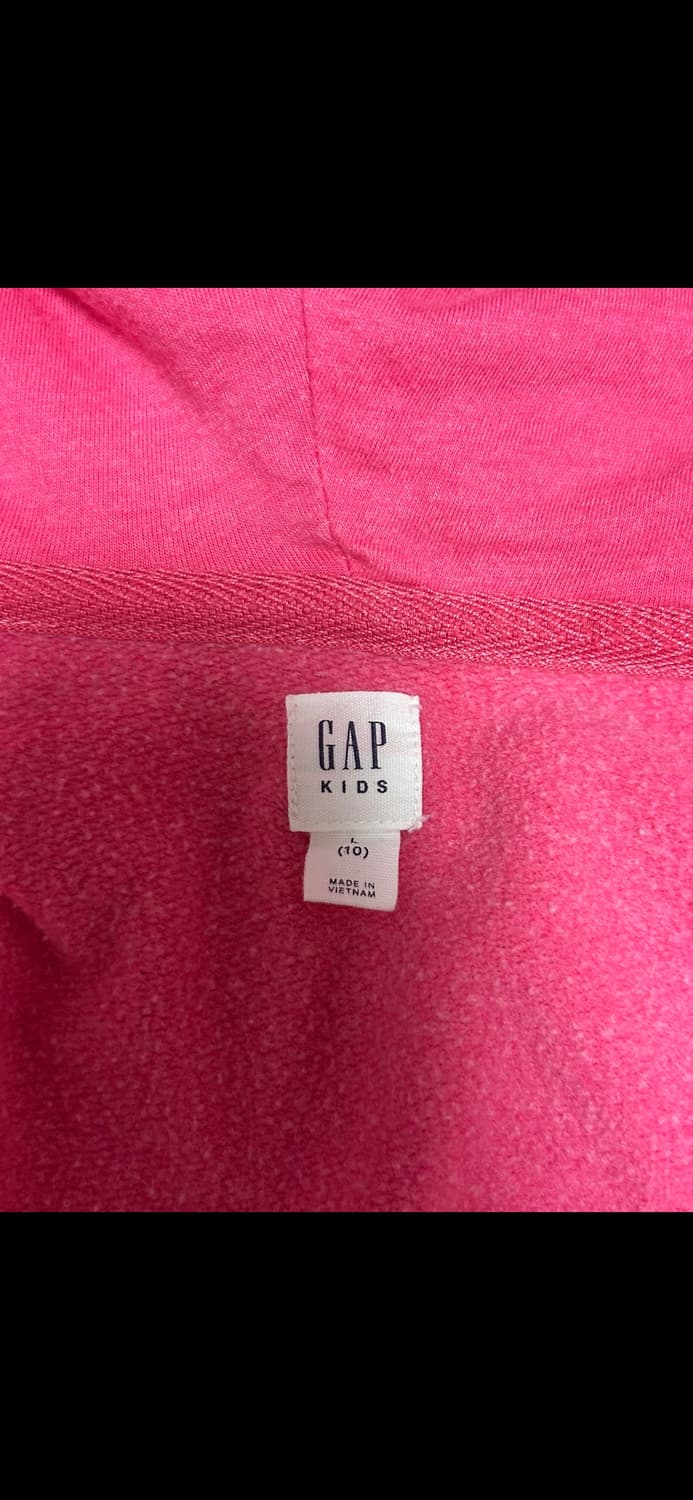 GAP
KIDS
L
(10)
MADE IN
VIETNAM